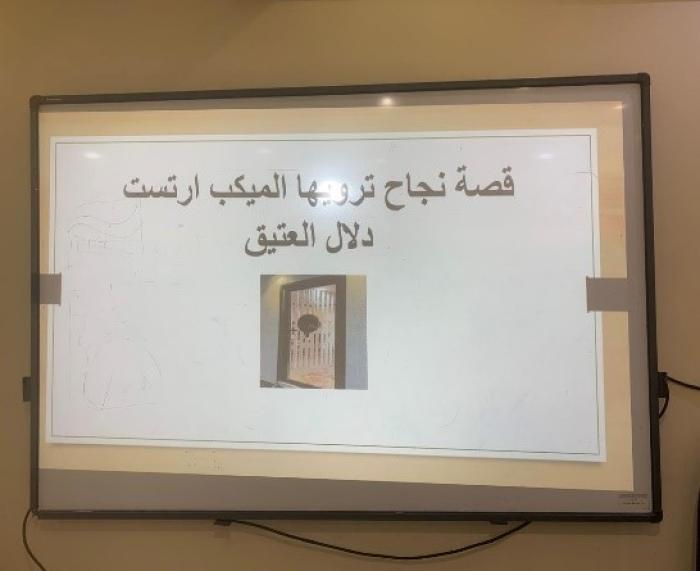 قصة نجاح ترويها الميكب ارتست
دلال العتيق